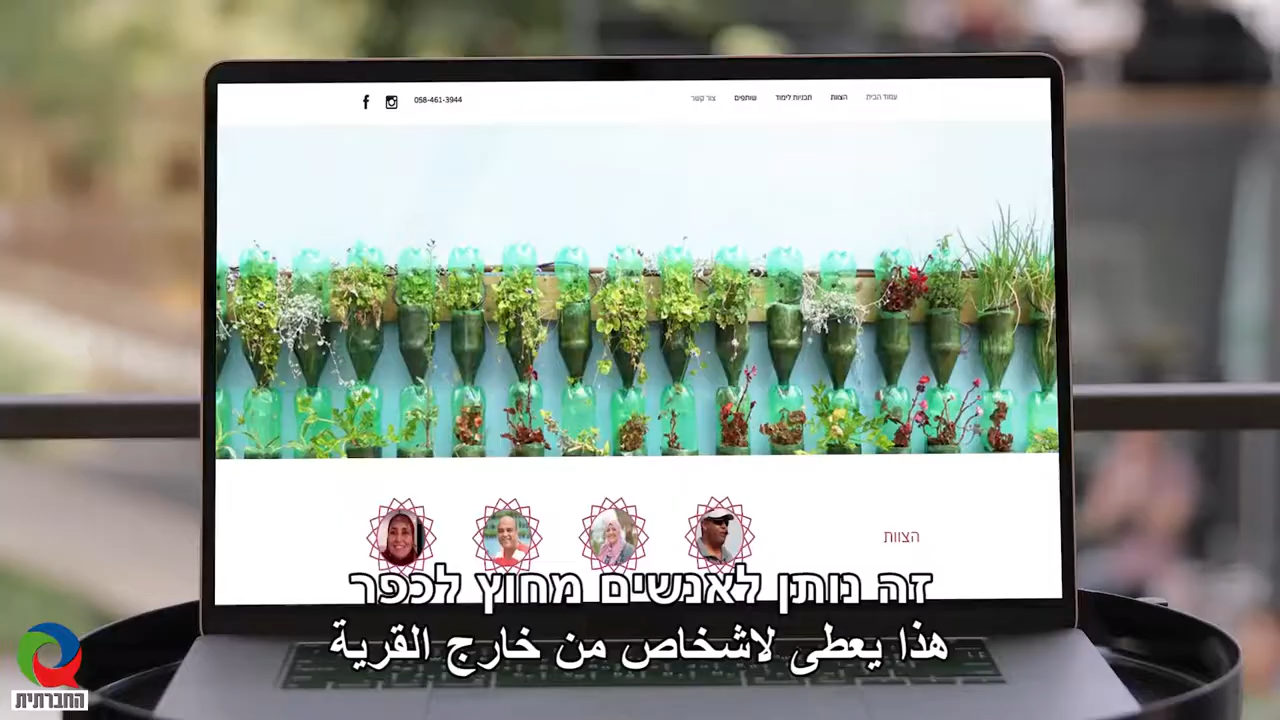 058-461-3944
עמוד הבית הצוות תכניות לימוד שותפים צור קשר
הצוות
זה נותן לאנשים מחוץ לכפר
هذا يعطى لاشخاص من خارج القرية
החברתית